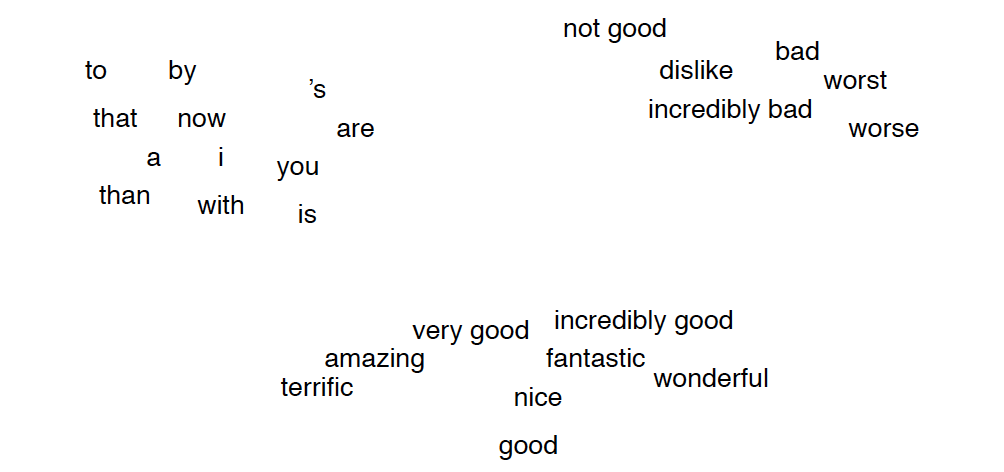 not good
bad
to by
dislike
worst
's
incredibly bad
that now
are
worse
a i
you
than
with
is
incredibly good
very good
amazing
fantastic
wonderful
terrific
nice
good